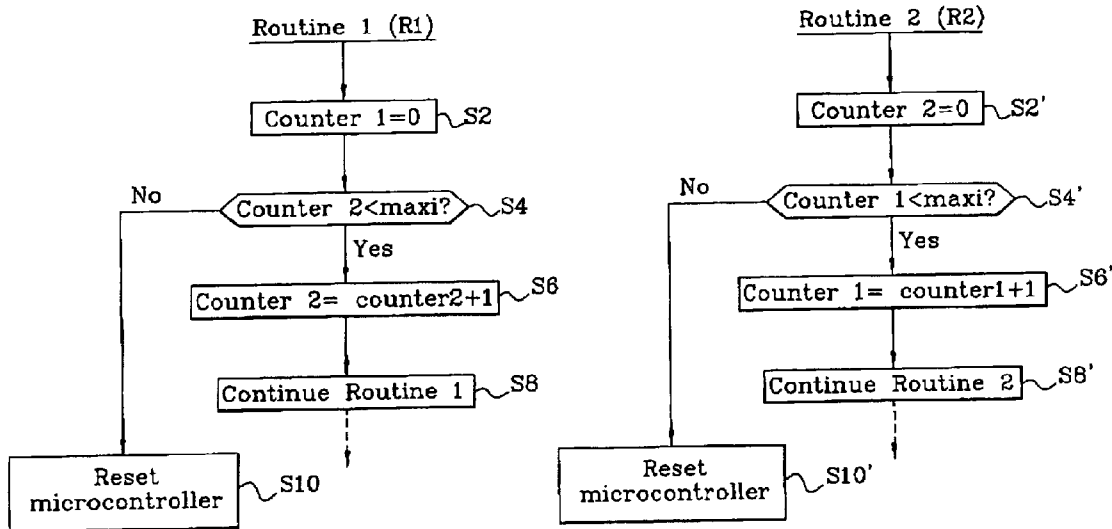 Routine 1 (R1)
Counter 1=0
S2
No
Counter 2<maxi?
S4
Yes
Counter 2= counter2+1
S6
Continue Routine 1
S8
Reset
microcontroller
S10
Routine 2 (R2)
Counter 2=0
S2'
No
Counter 1<maxi?
S4'
Yes
Counter 1= counter1+1
S6'
Continue Routine 2
S8'
Reset
microcontroller
S10'